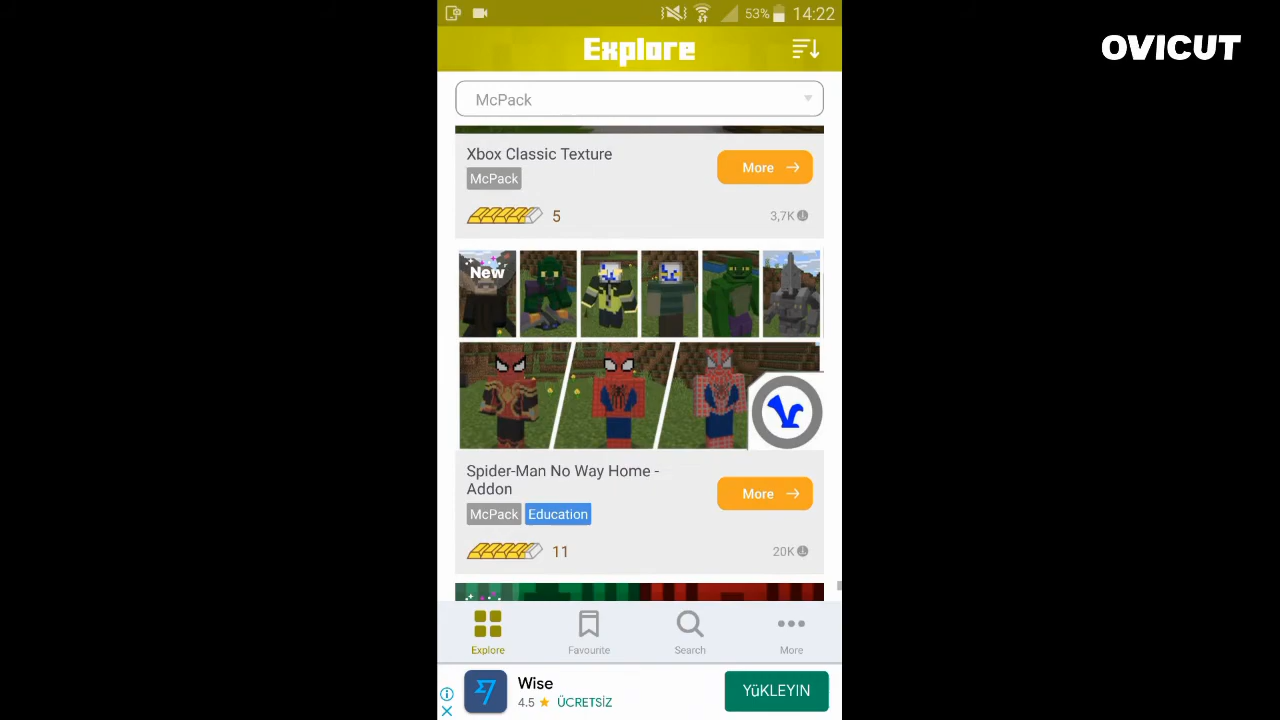 53% 14:22
Explore
OVICUT
McPack
Xbox Classic Texture
More
McPack
5
3,7K
New
Spider-Man No Way Home -
Addon
More
McPack Education
11
20K
Explore
Favourite
Search
More
Wise
4.5 ★ ÜCRETSİZ
YüKLEYIN